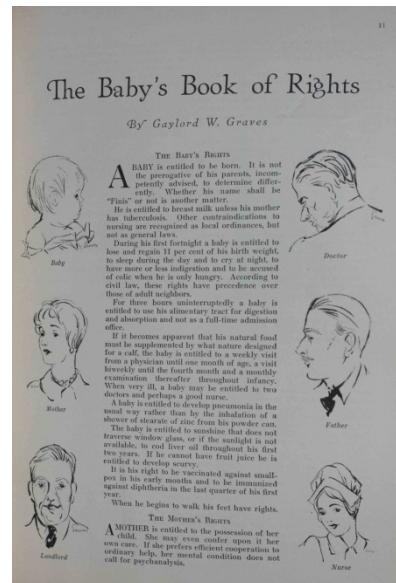 11
The Baby's Book of Rights
By Gaylord W. Graves
THE BABY'S RIGHTS
A BABY is entitled to be born. It is not
the prerogative of his parents, incom-
petently advised, to determine differ-
ently. Whether his name shall be
"Finis" or not is another matter.
He is entitled to breast milk unless his mother
has tuberculosis. Other contraindications to
nursing are recognized as local ordinances, but
not as general laws.
During his first fortnight a baby is entitled to
lose and regain 11 per cent of his birth weight,
to sleep during the day and to cry at night, to
have more or less indigestion and to be accused
of colic when he is only hungry. According to
civil law, these rights have precedence over
those of adult neighbors.
For three hours uninterruptedly a baby is
entitled to use his alimentary tract for digestion
and absorption and not as a full-time admission
office.
If it becomes apparent that his natural food
must be supplemented by what nature designed
for a calf, the baby is entitled to a weekly visit
from a physician until one month of age, a visit
biweekly until the fourth month and a monthly
examination thereafter throughout infancy.
When very ill, a baby may be entitled to two
doctors and perhaps a good nurse.
A baby is entitled to develop pneumonia in the
usual way rather than by the inhalation of a
shower of stearate of zinc from his powder can.
The baby is entitled to sunshine that does not
traverse window glass, or if the sunlight is not
available, to cod liver oil throughout his first
two years. If he cannot have fruit juice he is
entitled to develop scurvy.
It is his right to be vaccinated against small-
pox in his early months and to be immunized
against diphtheria in the last quarter of his first
year.
When he begins to walk his feet have rights.
THE MOTHER'S RIGHTS
A MOTHER is entitled to the possession of her
child. She may even confer upon it her
own care. If she prefers efficient cooperation to
ordinary help, her mental condition does not
call for psychoanalysis.
Baby
Mother
Landlord
Doctor
Father
Nurse